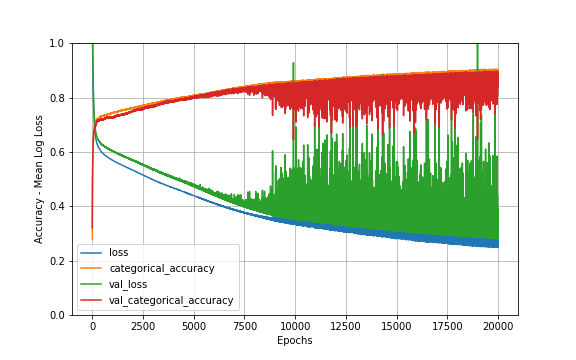 1.0
0.8
0.6
0.4
0.2
0.0
Accuracy - Mean Log Loss
loss
categorical_accuracy
val_loss
val_categorical_accuracy
0 2500 5000 7500 10000 12500 15000 17500 20000
Epochs